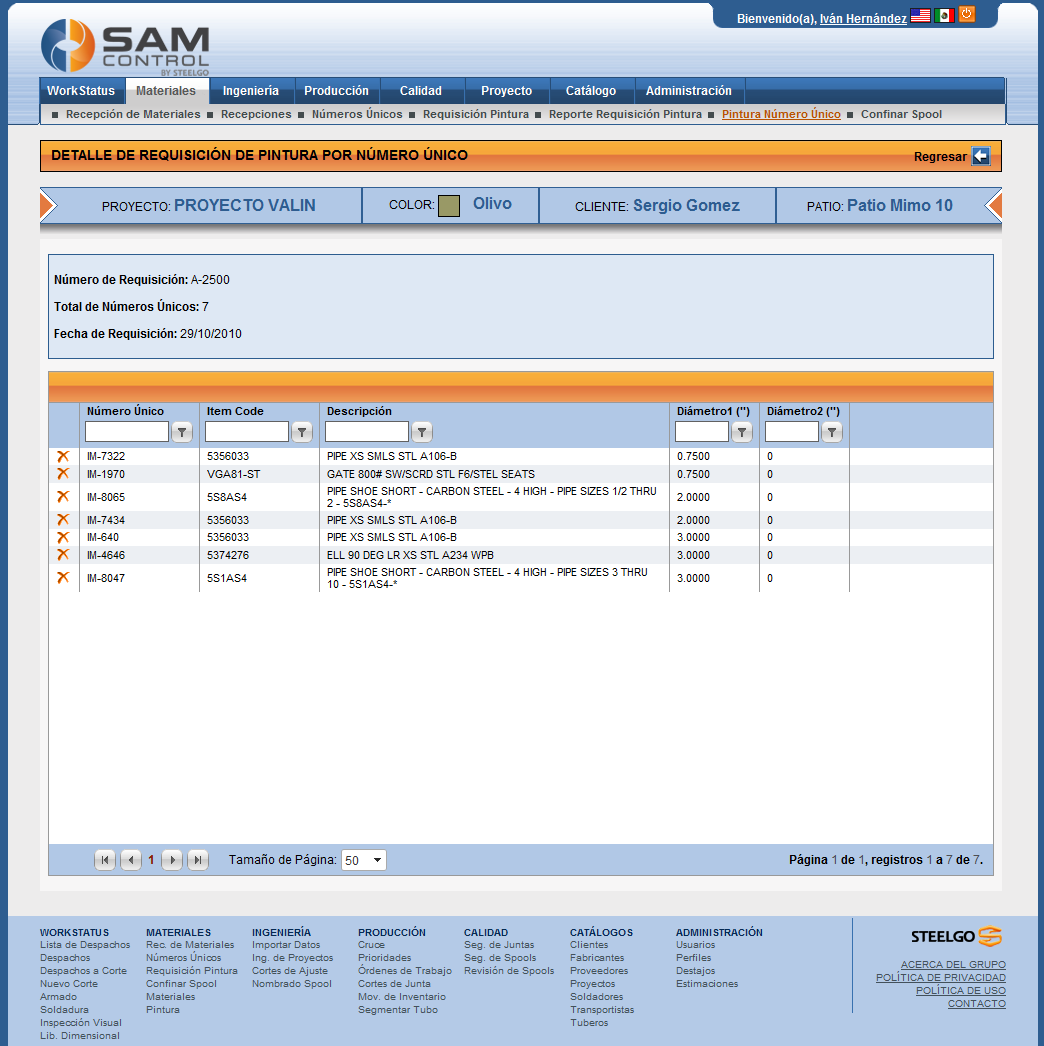 Bienvenido(a), Iván Hernández
SAM
CONTROL
BY STEELGO
WorkStatus Materiales Ingeniería Producción Calidad Proyecto Catálogo Administración
Recepción de Materiales Recepciones Números Únicos Requisición Pintura Reporte Requisición Pintura Pintura Número Único Confinar Spool
DETALLE DE REQUISICIÓN DE PINTURA POR NÚMERO ÚNICO Regresar
PROYECTO: PROYECTO VALIN COLOR: Olivo CLIENTE: Sergio Gomez PATIO: Patio Mimo 10
Número de Requisición: A-2500
Total de Números Únicos: 7
Fecha de Requisición: 29/10/2010
Número Único Item Code Descripción Diámetro1 (") Diámetro2 (")
IM-7322 5356033 PIPE XS SMLS STL A106-B 0.7500 0
IM-1970 VGA81-ST GATE 800# SW/SCRD STL F6/STEL SEATS 0.7500 0
IM-8065 5S8AS4 PIPE SHOE SHORT - CARBON STEEL - 4 HIGH - PIPE SIZES 1/2 THRU 2.0000 0
2 - 5S8AS4-*
IM-7434 5356033 PIPE XS SMLS STL A106-B 2.0000 0
IM-640 5356033 PIPE XS SMLS STL A106-B 3.0000 0
IM-4646 5374276 ELL 90 DEG LR XS STL A234 WPB 3.0000 0
IM-8047 5S1AS4 PIPE SHOE SHORT - CARBON STEEL - 4 HIGH - PIPE SIZES 3 THRU 3.0000 0
10 - 5S1AS4-*
1 Tamaño de Página: 50 Página 1 de 1, registros 1 a 7 de 7.
WORKSTATUS
Lista de Despachos
Despachos
Despachos a Corte
Nuevo Corte
Armado
Soldadura
Inspección Visual
Lib. Dimensional
MATERIALES
Rec. de Materiales
Números Únicos
Requisición Pintura
Confinar Spool
Materiales
Pintura
INGENIERÍA
Importar Datos
Ing. de Proyectos
Cortes de Ajuste
Nombrado Spool
PRODUCCIÓN
Cruce
Prioridades
Órdenes de Trabajo
Cortes de Junta
Mov. de Inventario
Segmentar Tubo
CALIDAD
Seg. de Juntas
Seg. de Spools
Revisión de Spools
CATÁLOGOS
Clientes
Fabricantes
Proveedores
Proyectos
Soldadores
Transportistas
Tuberos
ADMINISTRACIÓN
Usuarios
Perfiles
Destajos
Estimaciones
STEELGO
ACERCA DEL GRUPO
POLÍTICA DE PRIVACIDAD
POLÍTICA DE USO
CONTACTO